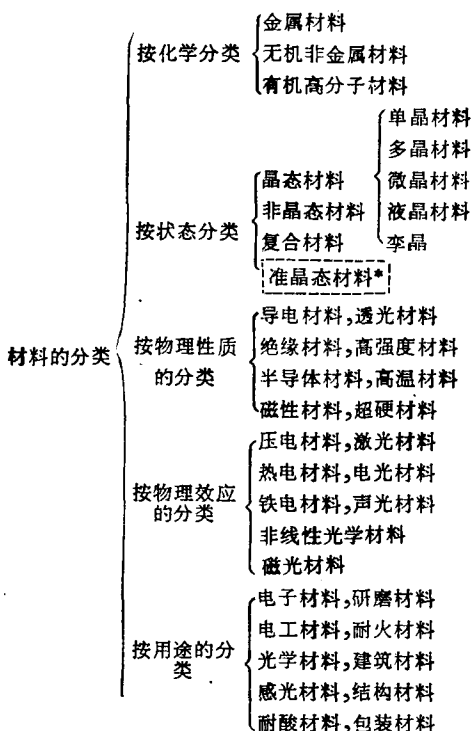 材料的分类
按化学分类
金属材料
无机非金属材料
有机高分子材料
按状态分类
晶态材料
非晶态材料
复合材料
准晶态材料*
单晶材料
多晶材料
微晶材料
液晶材料
孪晶
按物理性质
的分类
导电材料,透光材料
绝缘材料,高强度材料
半导体材料,高温材料
磁性材料,超硬材料
按物理效应
的分类
压电材料,激光材料
热电材料,电光材料
铁电材料,声光材料
非线性光学材料
磁光材料
按用途的分
类
电子材料,研磨材料
电工材料,耐火材料
光学材料,建筑材料
感光材料,结构材料
耐酸材料,包装材料